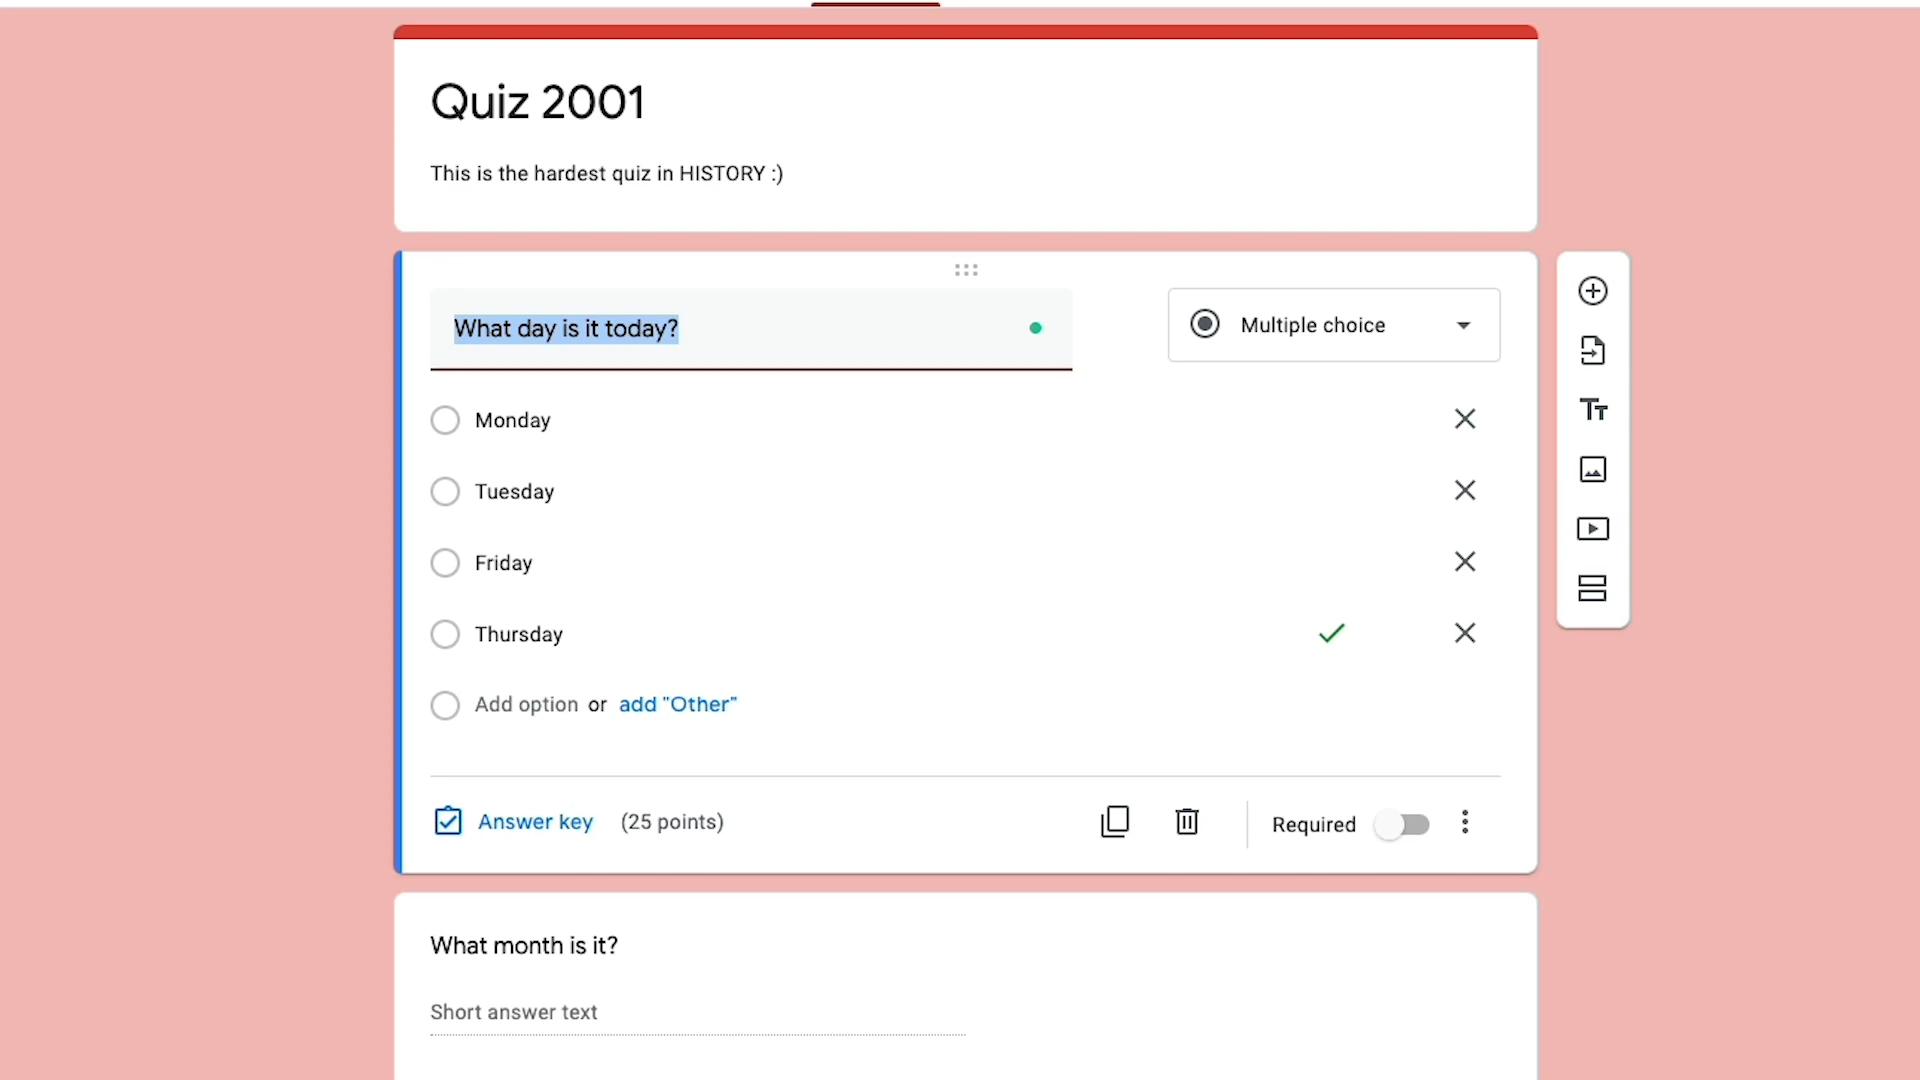 Quiz 2001
This is the hardest quiz in HISTORY :)
What day is it today?
Multiple choice
Monday
Tuesday
Friday
Thursday
Add option or add "Other"
Answer key (25 points)
Required
What month is it?
Short answer text